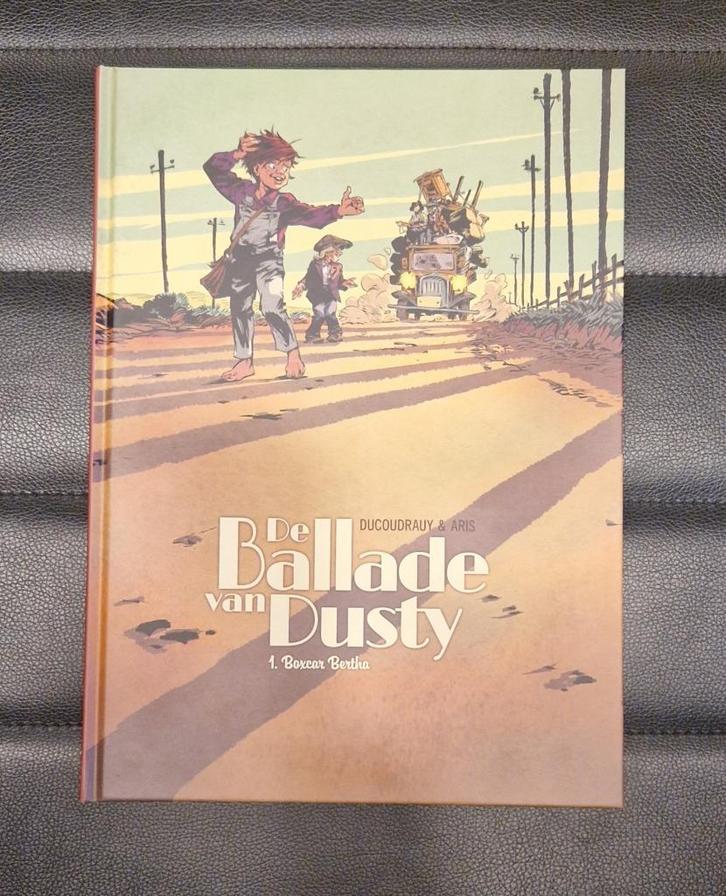 DUCOUDRAUY & ARIS
De
Ballade
van Dusty
1. Boxcar Bertha